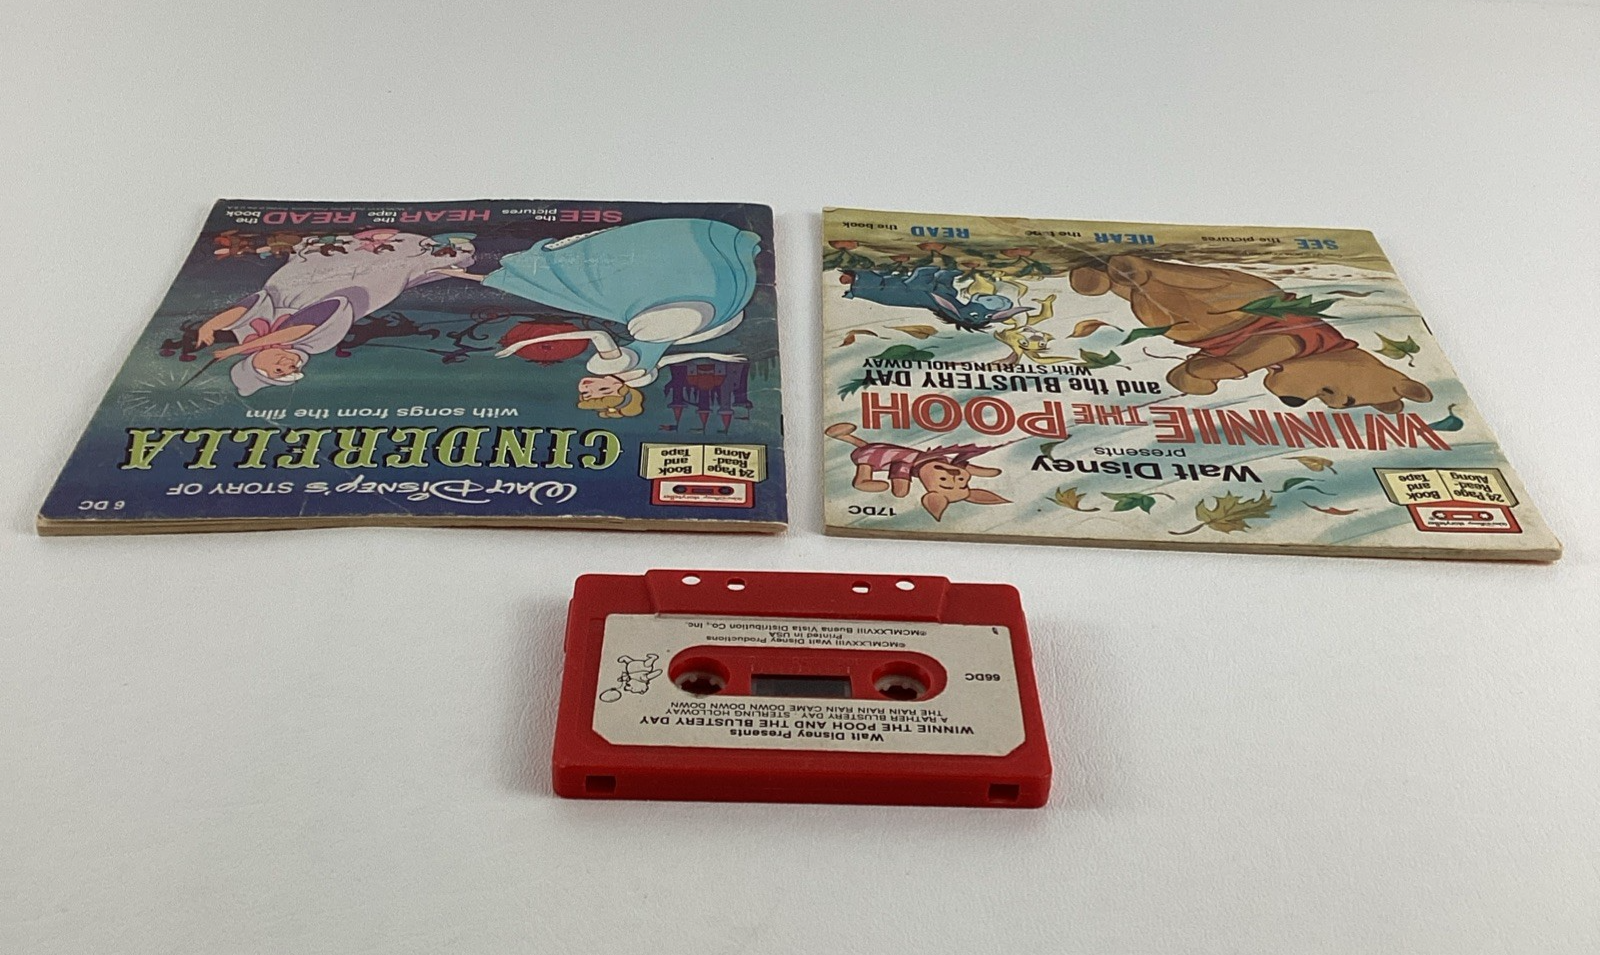 6 DC
WALT DISNEY'S STORY OF
CINDERELLA
with songs from the film
24 Page
Read-
Along
Book
and
Tape
SEE the pictures HEAR the tape READ the book
17DC
Walt Disney
presents
WINNIE THE POOH
and the BLUSTERY DAY
With STERLING HOLLOWAY
24 Page
Read-
Along
Book
and
Tape
SEE the pictures HEAR the tape READ the book
Walt Disney Presents
WINNIE THE POOH AND THE BLUSTERY DAY
A RATHER BLUSTERY DAY STERLING HOLLOWAY
THE RAIN RAIN RAIN CAME DOWN DOWN DOWN
66DC
©MCMLXXVIII Walt Disney Productions
Printed in USA
©MCMLXXVIII Buena Vista Distribution Co., Inc.